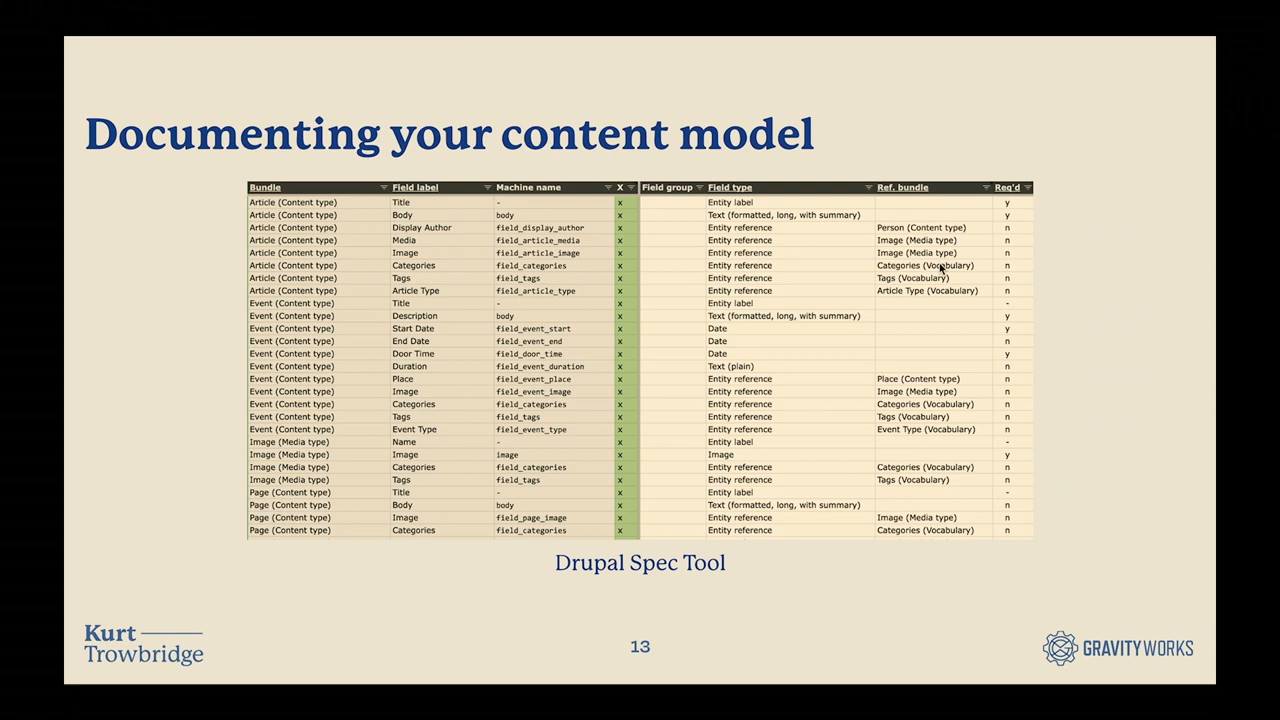 Documenting your content model
Bundle Field label Machine name X Field group Field type Ref. bundle Req'd
Article (Content type) Title - x Entity label y
Article (Content type) Body body x Text (formatted, long, with summary) y
Article (Content type) Display Author field_display_author x Entity reference Person (Content type) n
Article (Content type) Media field_article_media x Entity reference Image (Media type) n
Article (Content type) Image field_article_image x Entity reference Image (Media type) n
Article (Content type) Categories field_categories x Entity reference Categories (Vocabulary) n
Article (Content type) Tags field_tags x Entity reference Tags (Vocabulary) n
Article (Content type) Article Type field_article_type x Entity reference Article Type (Vocabulary) n
Event (Content type) Title - x Entity label -
Event (Content type) Description body x Text (formatted, long, with summary) y
Event (Content type) Start Date field_event_start x Date y
Event (Content type) End Date field_event_end x Date n
Event (Content type) Door Time field_door_time x Date y
Event (Content type) Duration field_event_duration x Text (plain) n
Event (Content type) Place field_event_place x Entity reference Place (Content type) n
Event (Content type) Image field_event_image x Entity reference Image (Media type) n
Event (Content type) Categories field_categories x Entity reference Categories (Vocabulary) n
Event (Content type) Tags field_tags x Entity reference Tags (Vocabulary) n
Event (Content type) Event Type field_event_type x Entity reference Event Type (Vocabulary) n
Image (Media type) Name - x Entity label -
Image (Media type) Image image x Image y
Image (Media type) Categories field_categories x Entity reference Categories (Vocabulary) n
Image (Media type) Tags field_tags x Entity reference Tags (Vocabulary) n
Page (Content type) Title - x Entity label -
Page (Content type) Body body x Text (formatted, long, with summary) n
Page (Content type) Image field_page_image x Entity reference Image (Media type) n
Page (Content type) Categories field_categories x Entity reference Categories (Vocabulary) n
Drupal Spec Tool
Kurt
Trowbridge
13
GRAVITYWORKS